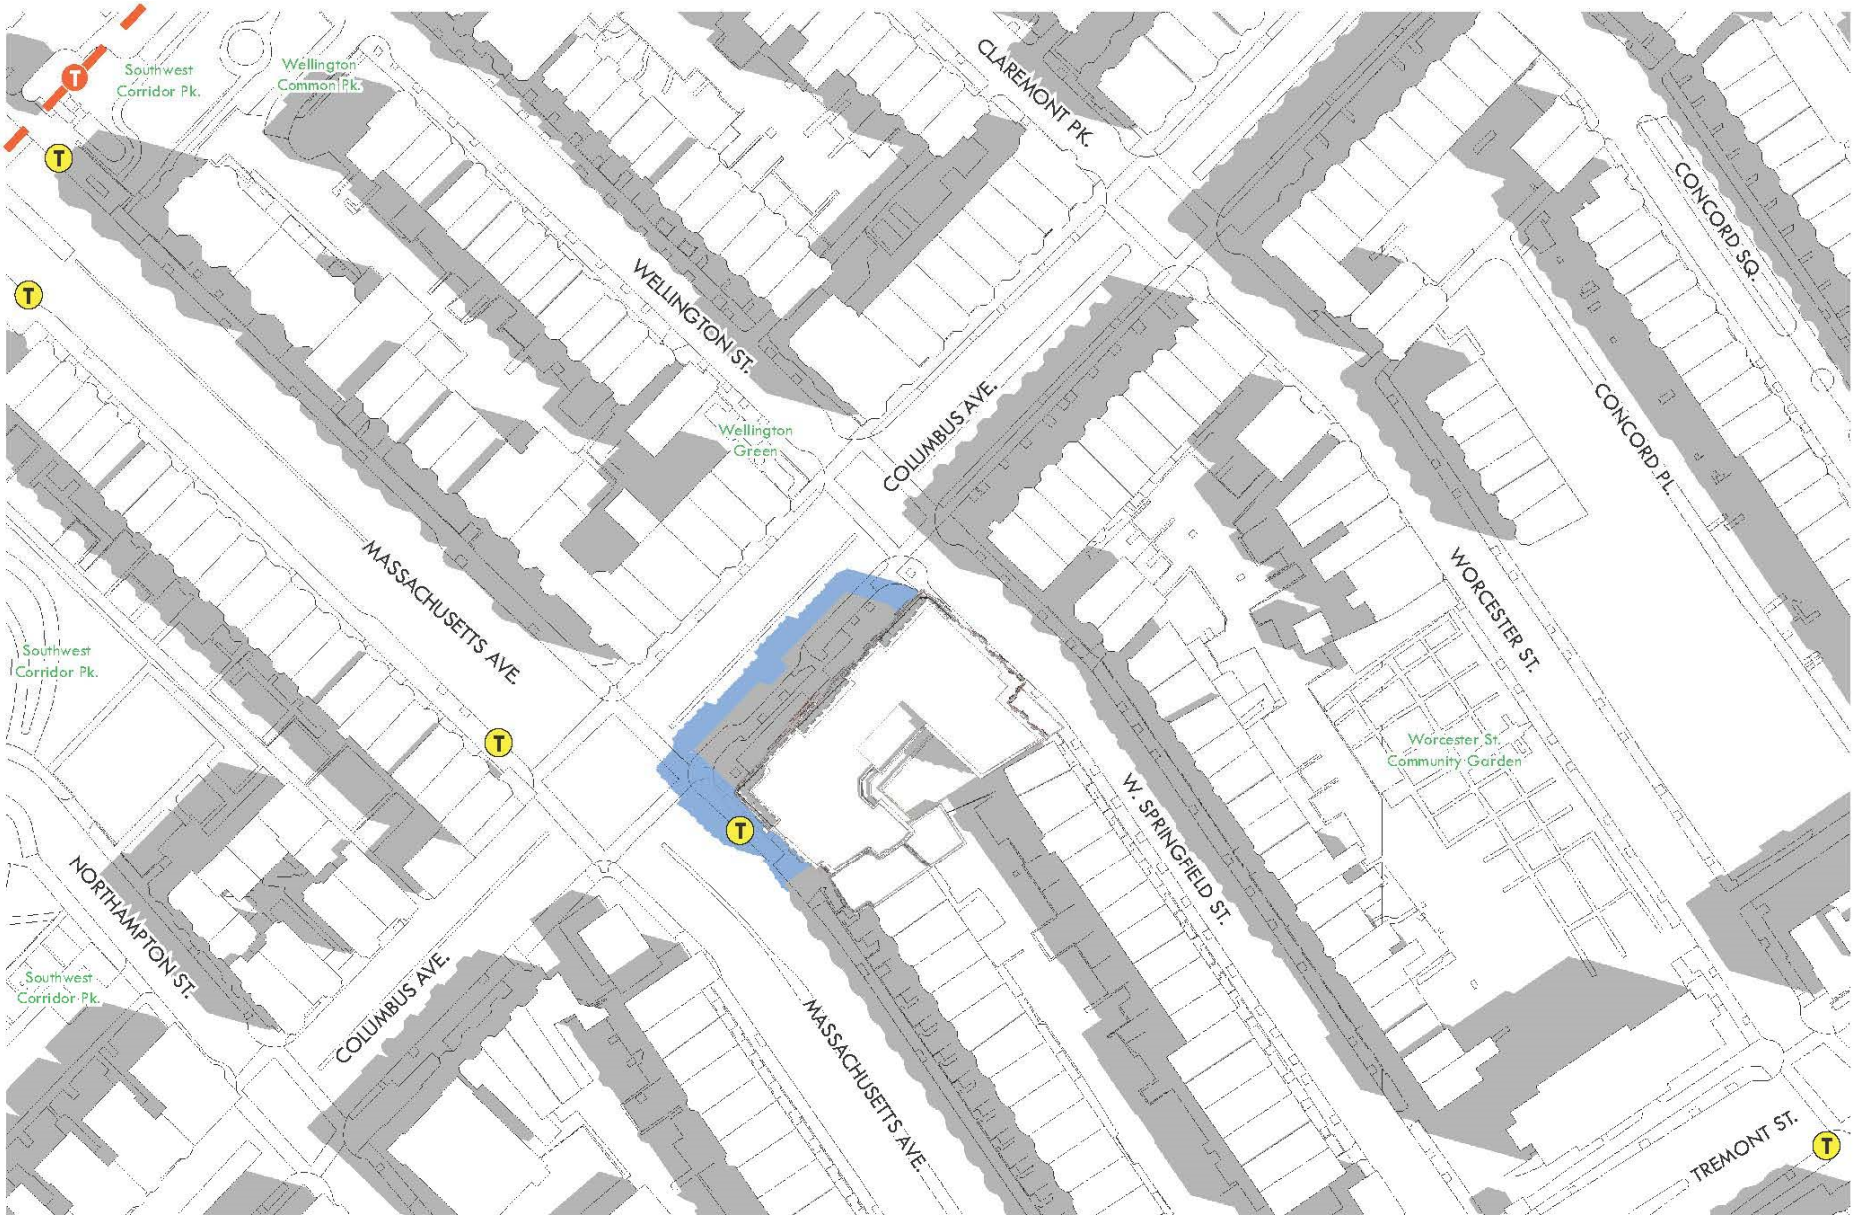 T
Southwest
Corridor Pk.
Wellington
Common Pk.
CLAREMONT PK.
T
CONCORD SQ.
T
WELLINGTON ST.
COLUMBUS AVE.
CONCORD PL.
Wellington
Green
MASSACHUSETTS AVE.
WORCESTER ST.
Southwest
Corridor Pk.
T
Worcester St.
Community Garden
T
W. SPRINGFIELD ST.
NORTHAMPTON ST.
COLUMBUS AVE.
Southwest
Corridor Pk.
MASSACHUSETTS AVE.
TREMONT ST.
T